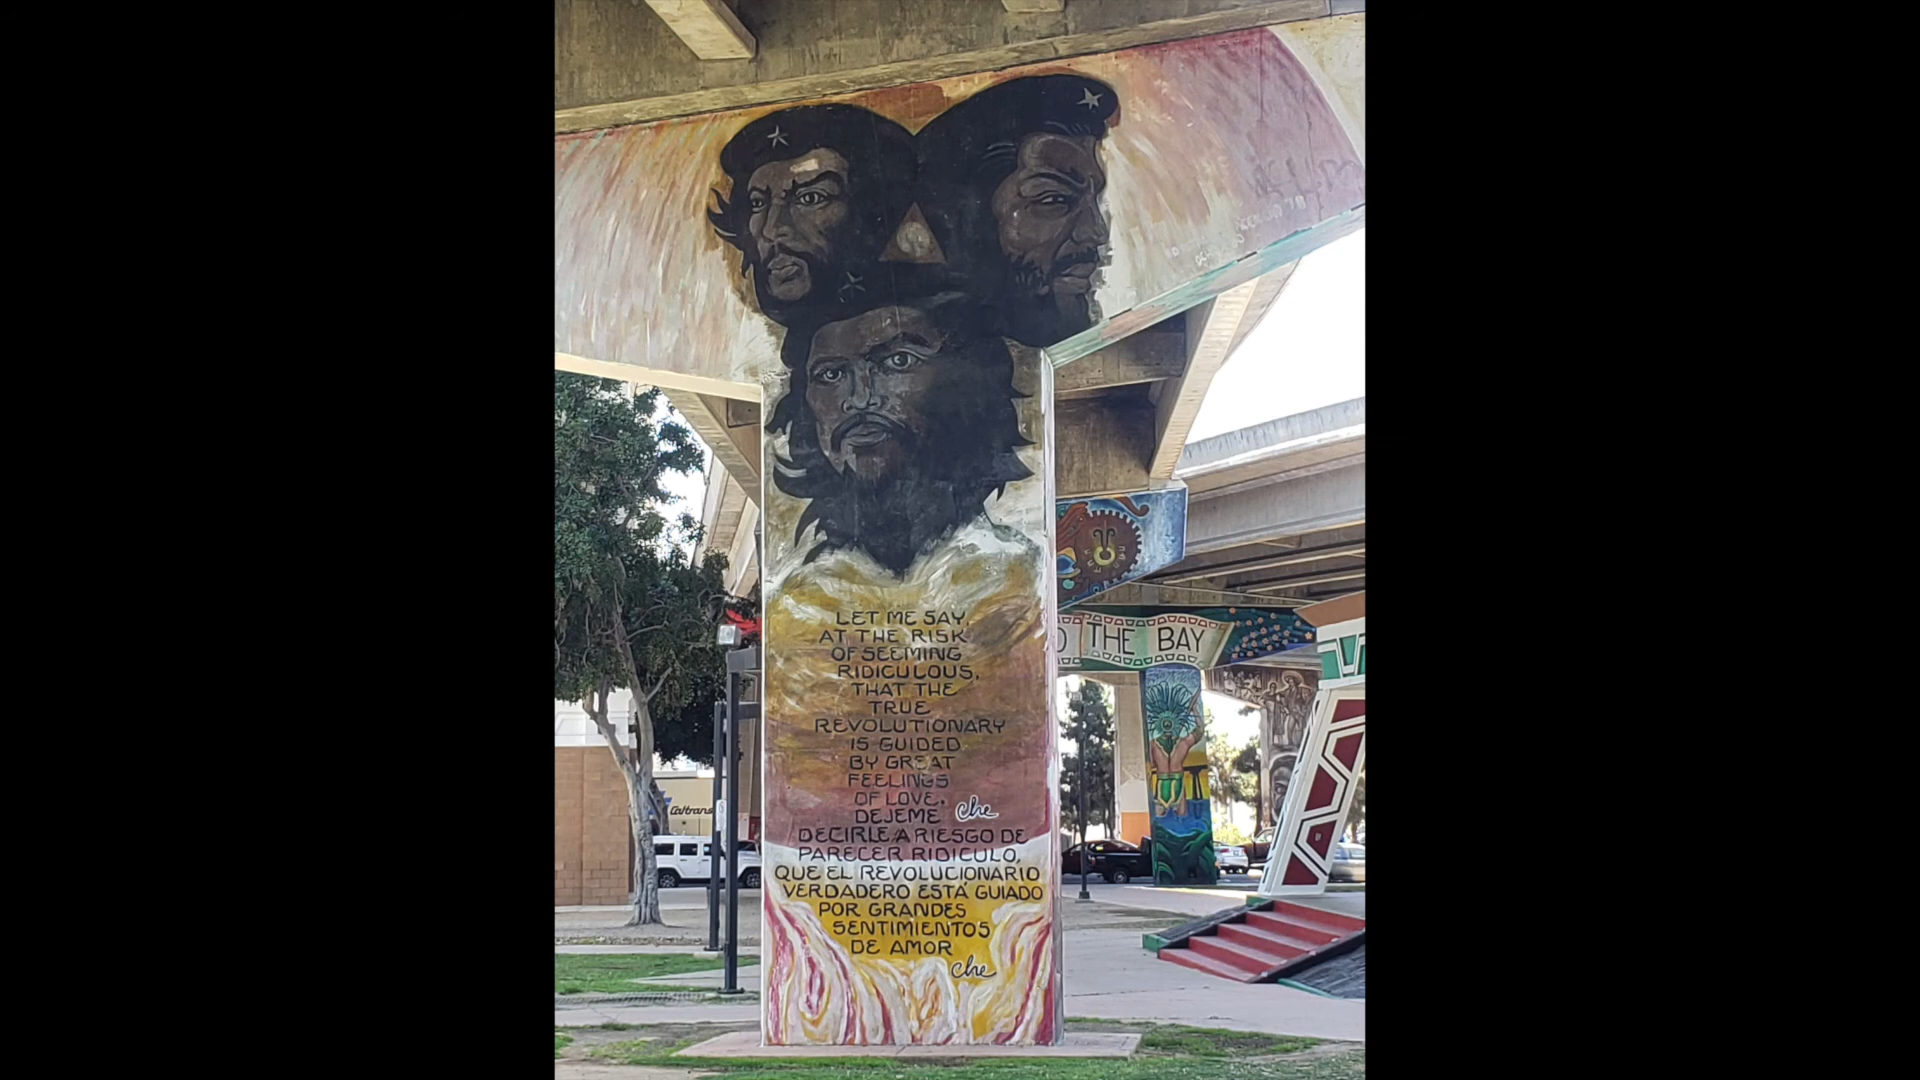 LET ME SAY,
AT THE RISK
OF SEEMING
RIDICULOUS,
THAT THE
TRUE
REVOLUTIONARY
IS GUIDED
BY GREAT
FEELINGS
OF LOVE.
Che
DEJEME
DECIRLE A RIESGO DE
PARECER RIDICULO,
QUE EL REVOLUCIONARIO
VERDADERO ESTÁ GUIADO
POR GRANDES
SENTIMIENTOS
DE AMOR
Che
THE BAY
Caltrans